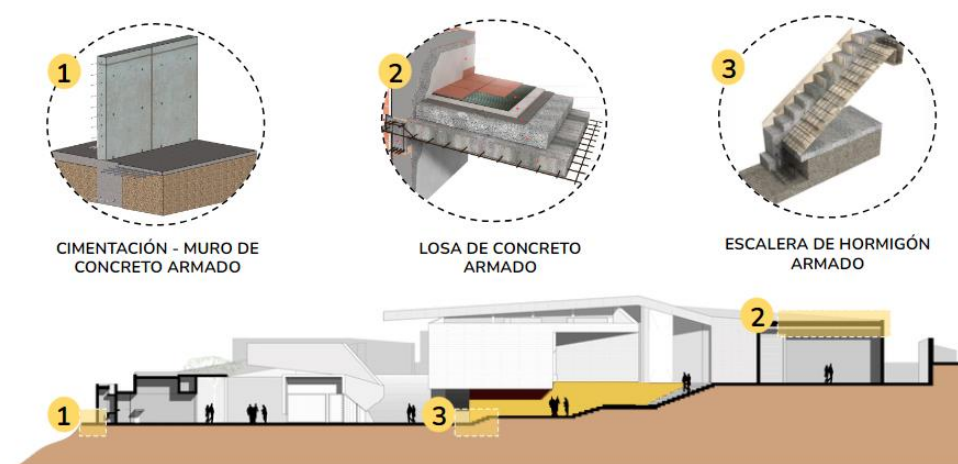 1
2
3
CIMENTACIÓN - MURO DE
CONCRETO ARMADO
LOSA DE CONCRETO
ARMADO
ESCALERA DE HORMIGÓN
ARMADO
2
1
3